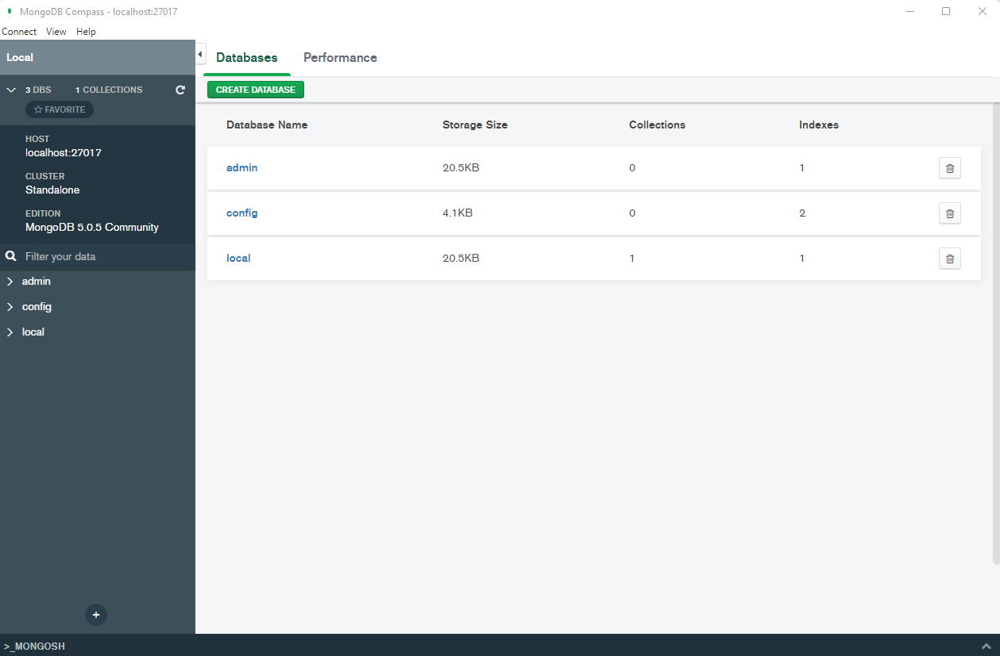 MongoDB Compass - localhost:27017
Connect View Help
Local
3 DBS 1 COLLECTIONS
FAVORITE
HOST
localhost:27017
CLUSTER
Standalone
EDITION
MongoDB 5.0.5 Community
Filter your data
admin
config
local
Databases Performance
CREATE DATABASE
Database Name Storage Size Collections Indexes
admin 20.5KB 0 1
config 4.1KB 0 2
local 20.5KB 1 1
>_MONGOSH